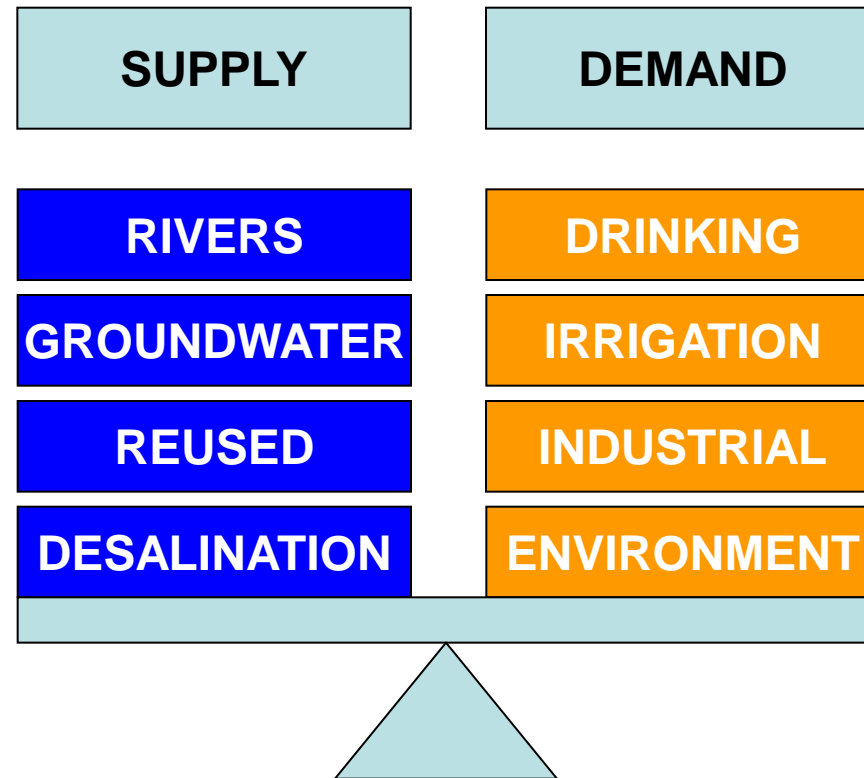 SUPPLY
DEMAND
RIVERS
DRINKING
GROUNDWATER
IRRIGATION
REUSED
INDUSTRIAL
DESALINATION
ENVIRONMENT